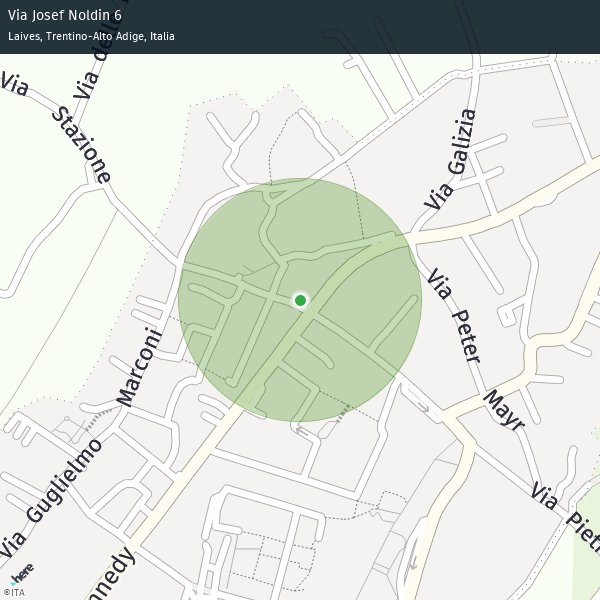 Via Josef Noldin 6
Laives, Trentino-Alto Adige, Italia
Via delle
Via
Stazione
Via Galizia
Via Peter
Mayr
Marconi
Via Guglielmo
Via Pietr
nnedy
here
©ITA